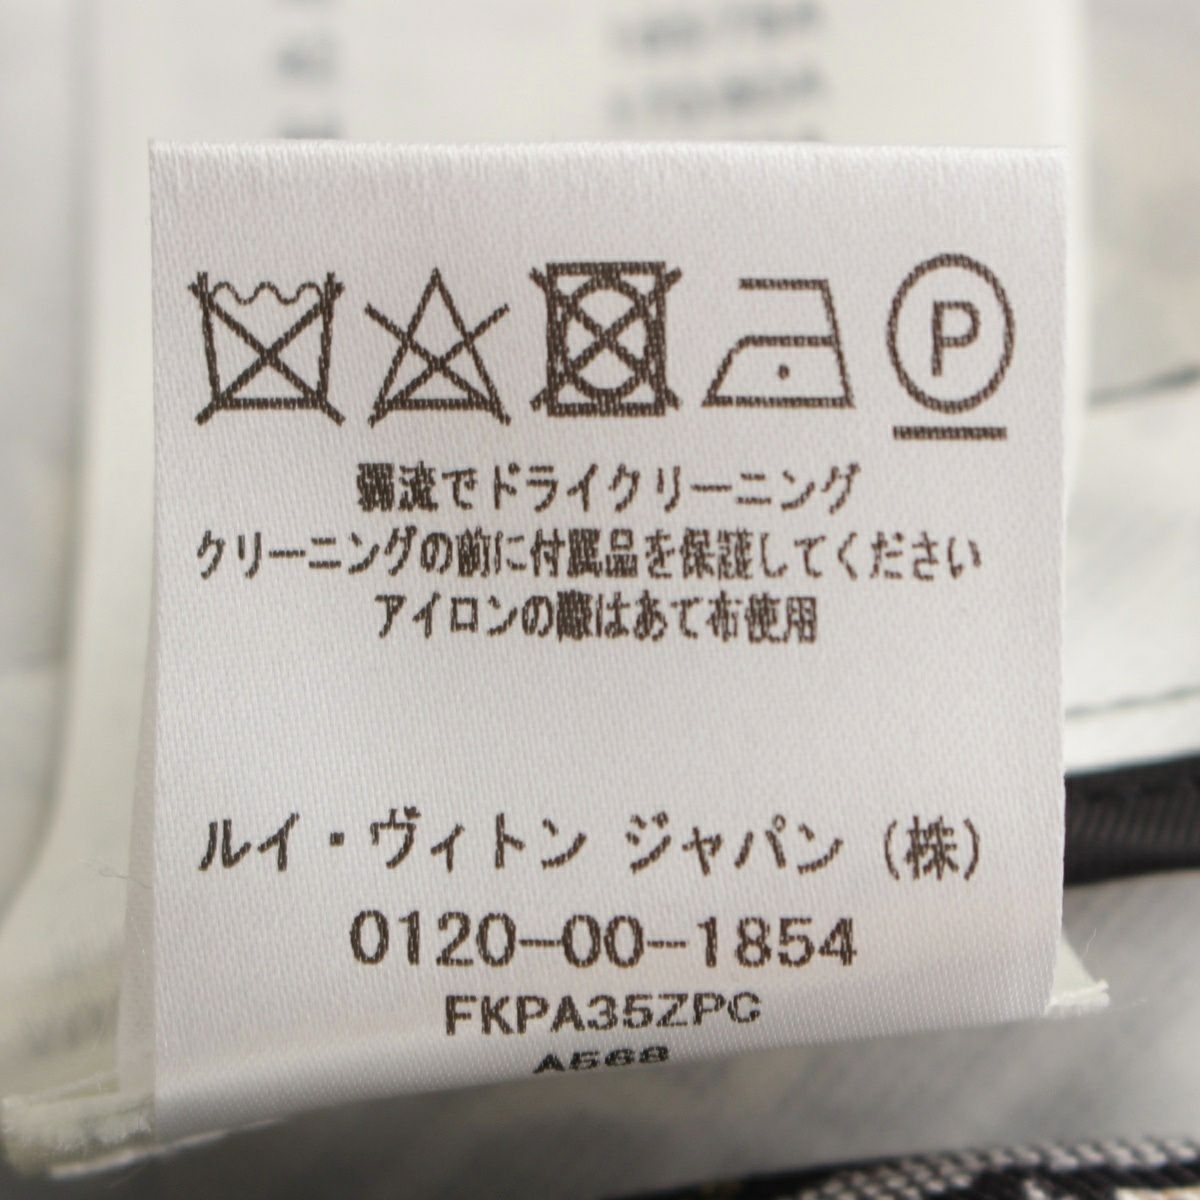 P
弱流でドライクリーニング
クリーニングの前に付属品を保護してください
アイロンの際はあて布使用
ルイ・ヴィトン ジャパン (株)
0120-00-1854
FKPA35ZPC
A568